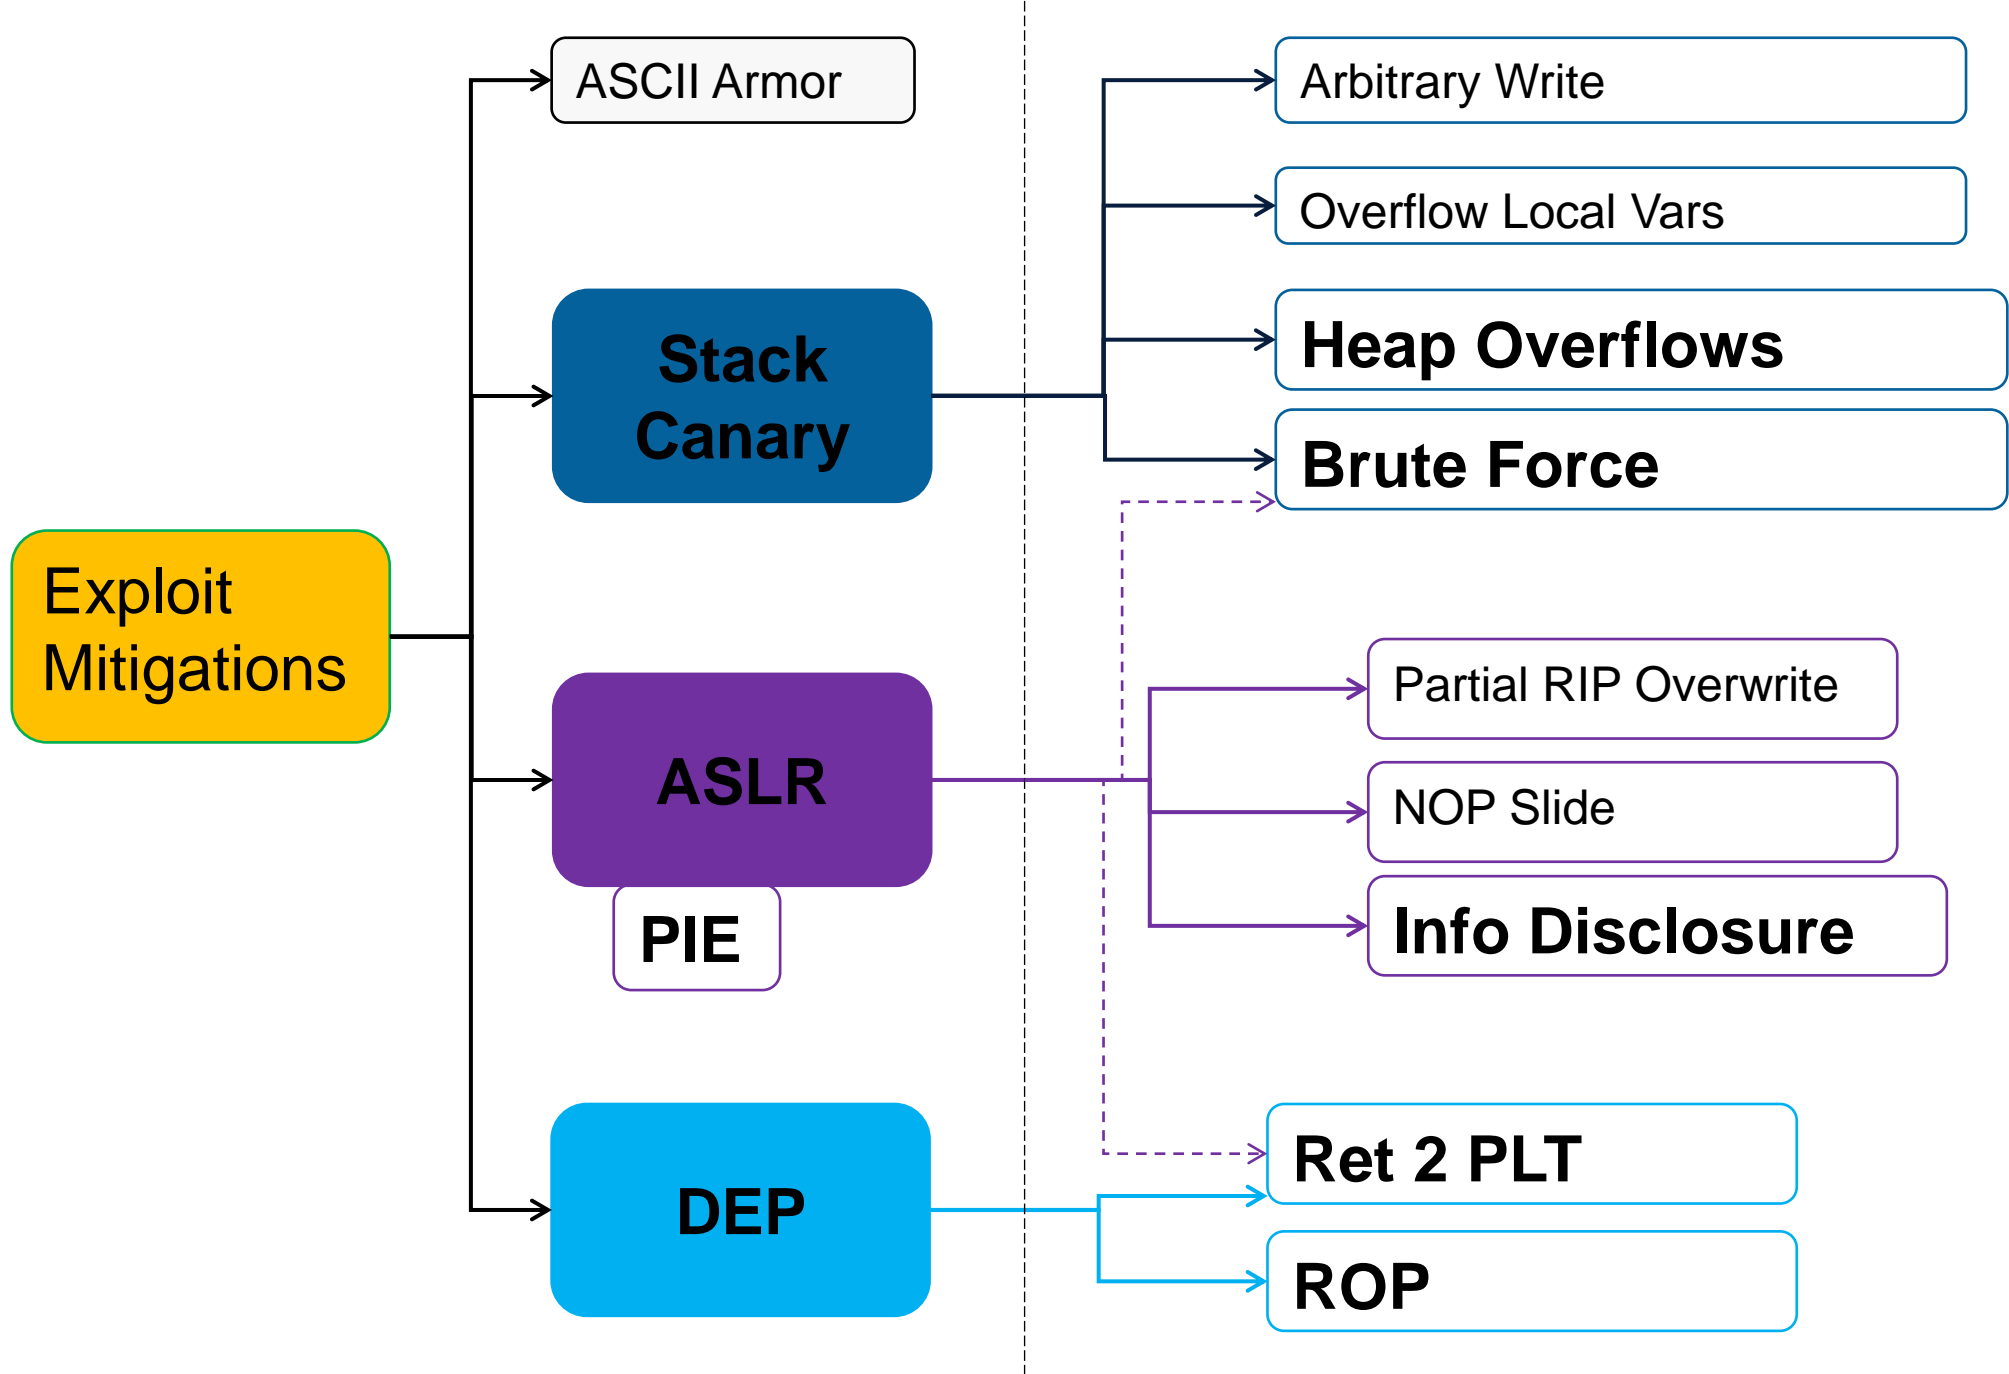 Exploit
Mitigations
ASCII Armor
Stack
Canary
ASLR
PIE
DEP
Arbitrary Write
Overflow Local Vars
Heap Overflows
Brute Force
Partial RIP Overwrite
NOP Slide
Info Disclosure
Ret 2 PLT
ROP